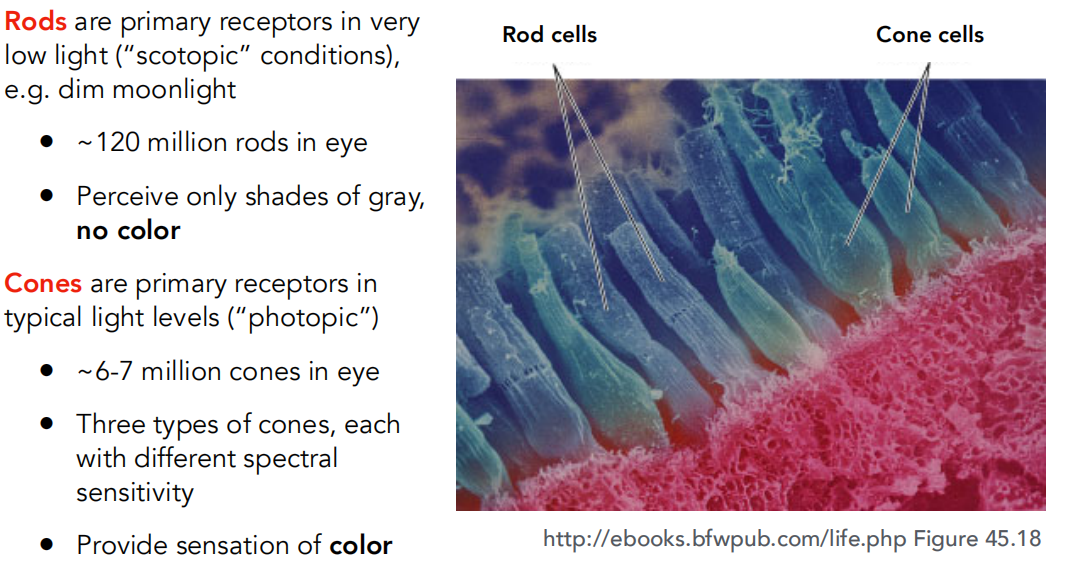 Rods are primary receptors in very
low light (“scotopic” conditions),
e.g. dim moonlight
● ~120 million rods in eye
● Perceive only shades of gray,
no color
Cones are primary receptors in
typical light levels (“photopic”)
● ~6-7 million cones in eye
● Three types of cones, each
with different spectral
sensitivity
● Provide sensation of color
Rod cells
Cone cells
http://ebooks.bfwpub.com/life.php Figure 45.18